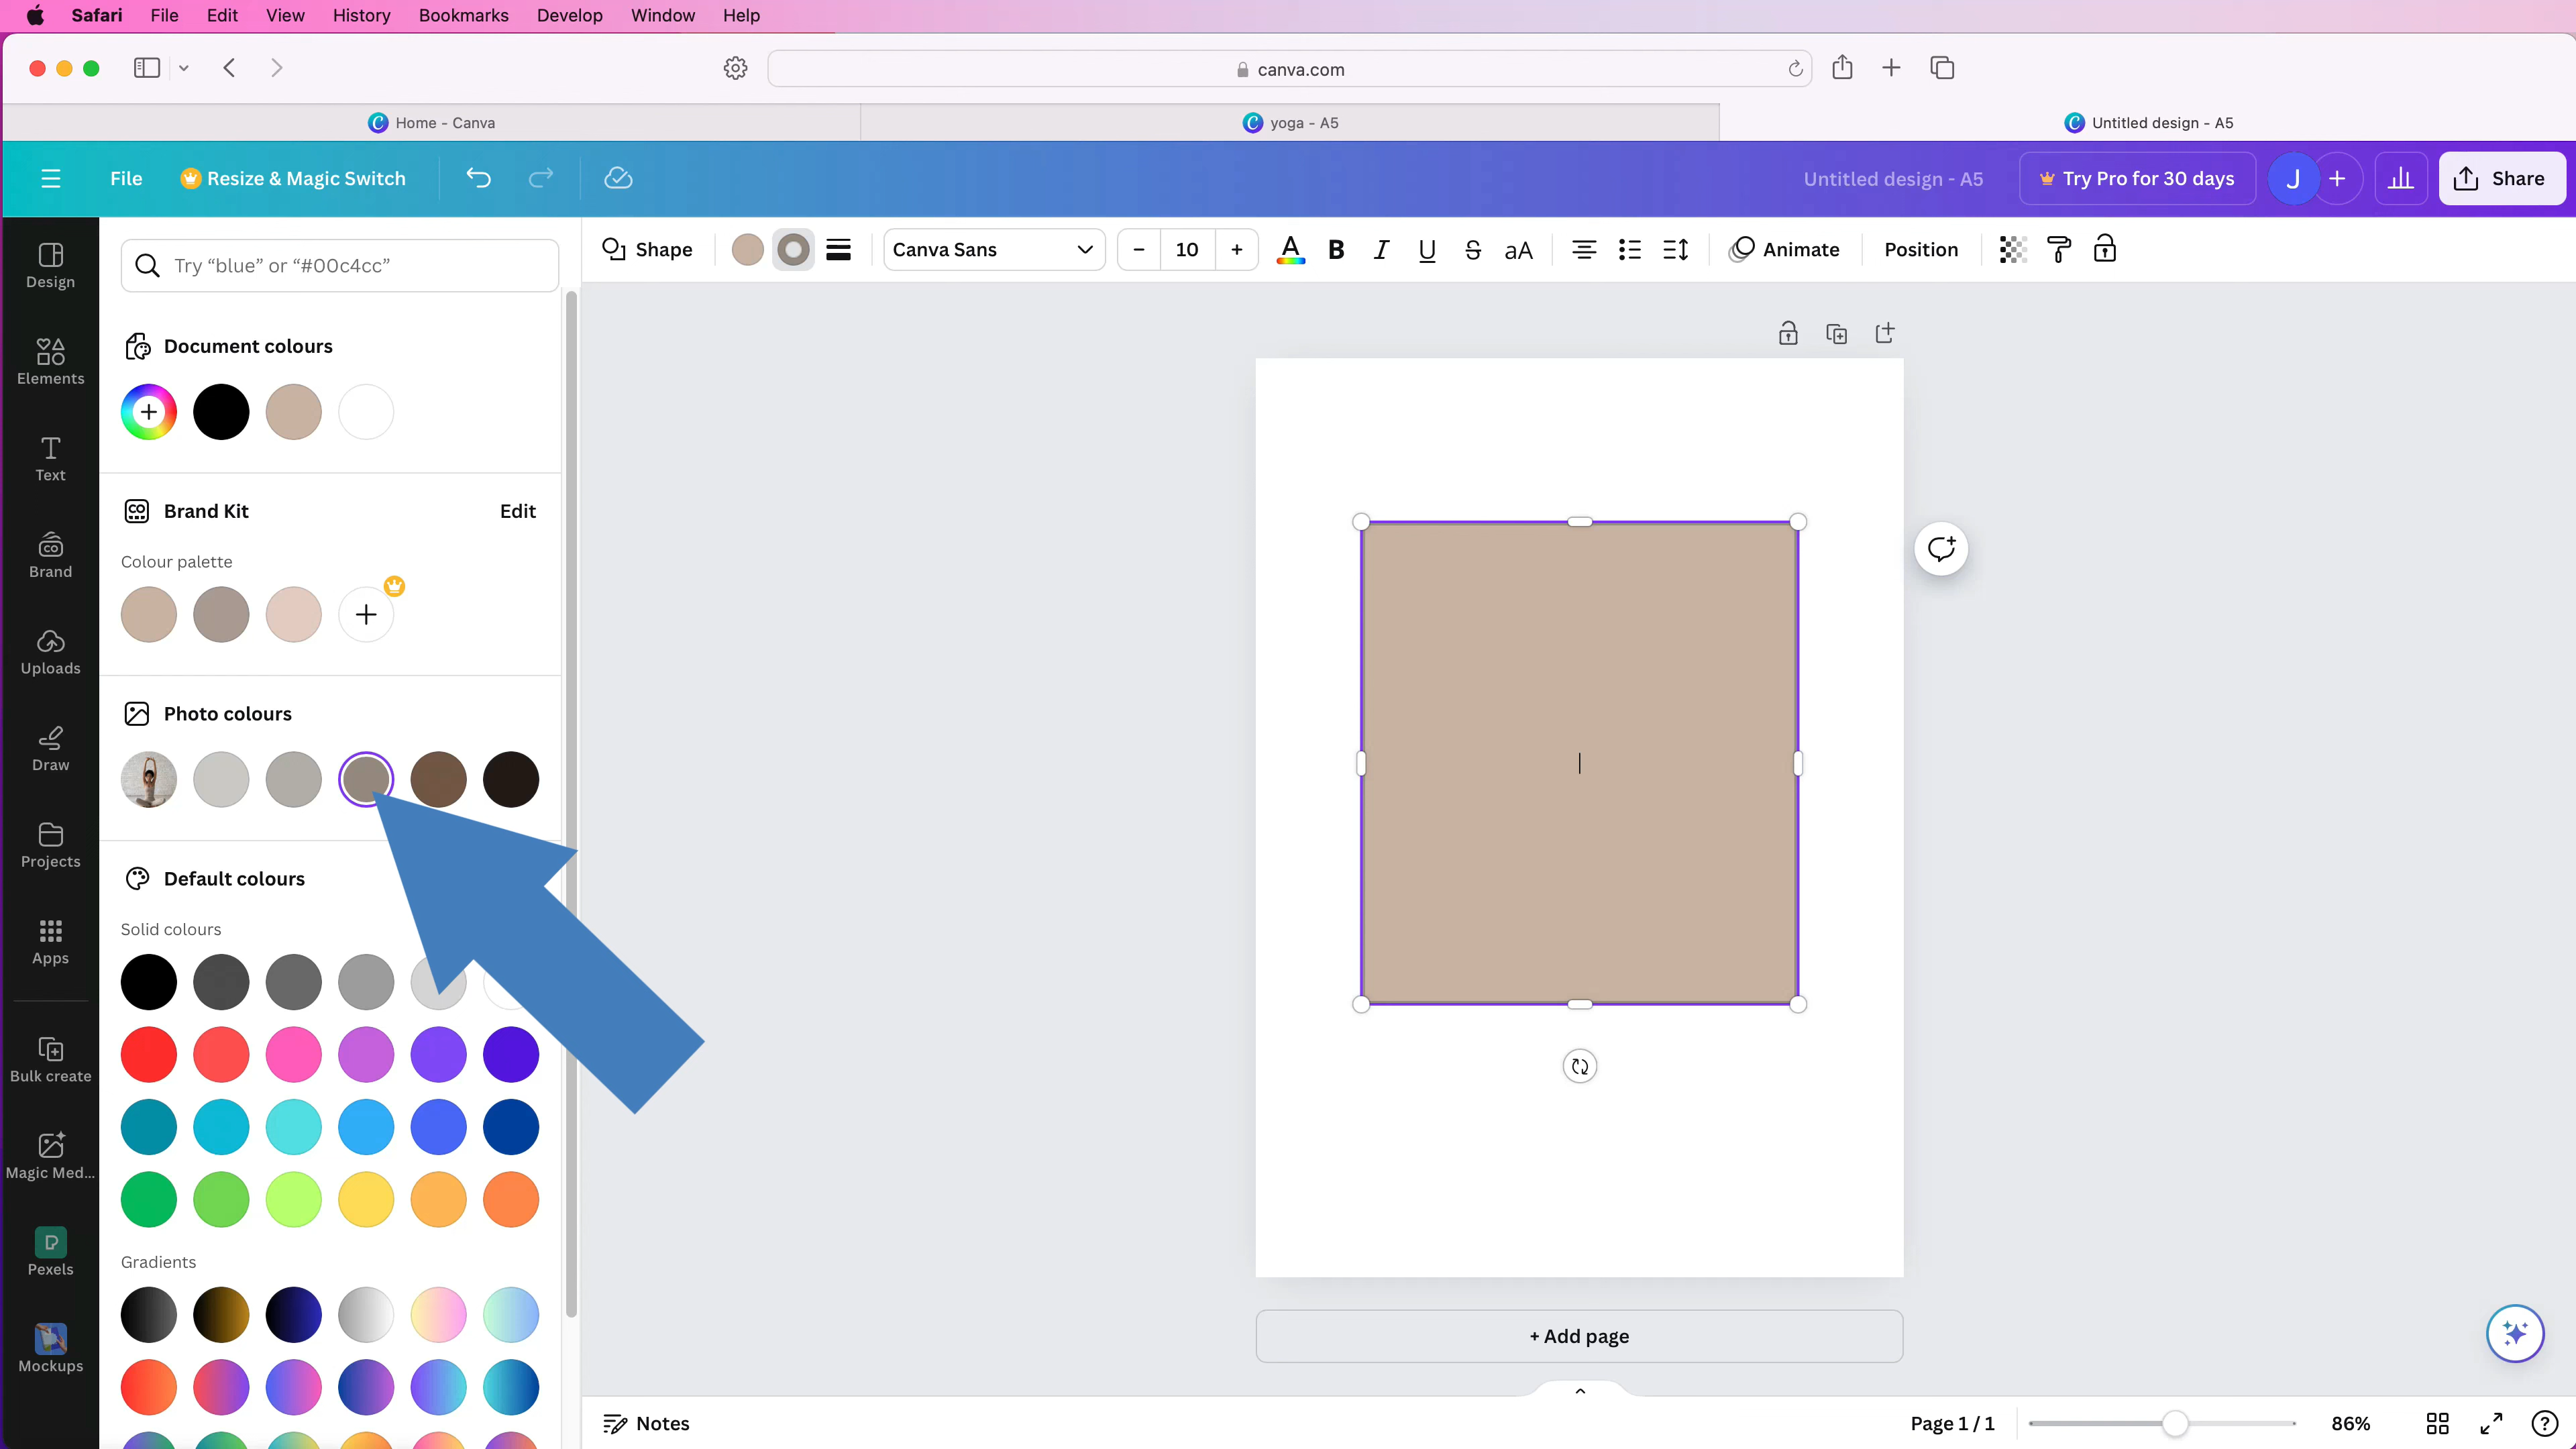 Safari File Edit View History Bookmarks Develop Window Help
canva.com
Home - Canva
yoga - A5
Untitled design - A5
File Resize & Magic Switch
Untitled design - A5
Try Pro for 30 days
J
Share
Design
Elements
Text
Brand
Uploads
Draw
Projects
Apps
Bulk create
Magic Med...
Pexels
Mockups
Try “blue” or “#00c4cc”
Document colours
Brand Kit Edit
Colour palette
Photo colours
Default colours
Solid colours
Gradients
Shape
Canva Sans
- 10 +
A B I U S aA
Animate
Position
+ Add page
Notes
Page 1 / 1
86%